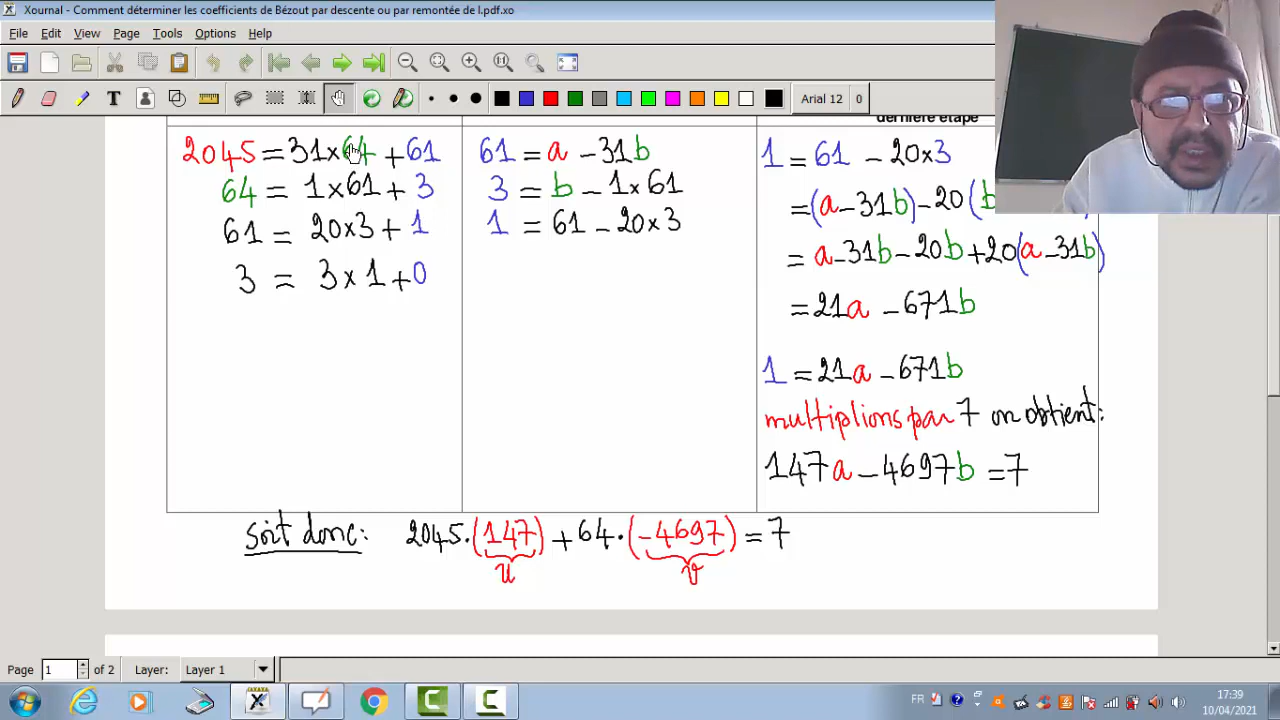 Xournal - Comment déterminer les coefficients de Bézout par descente ou par remontée de l.pdf.xo
File Edit View Page Tools Options Help
Arial 12 0
dernière étape
2045 = 31×64 + 61
64 = 1×61 + 3
61 = 20×3 + 1
3 = 3×1 + 0
61 = a - 31b
3 = b - 1×61
1 = 61 - 20×3
1 = 61 - 20×3
= (a - 31b) - 20 (b
= a - 31b - 20b + 20(a - 31b)
= 21a - 671b
1 = 21a - 671b
multiplions par 7 on obtient:
147a - 4697b = 7
soit donc: 2045·(147) + 64·(-4697) = 7
u v
Page 1 of 2 Layer: Layer 1
FR 17:39
10/04/2021